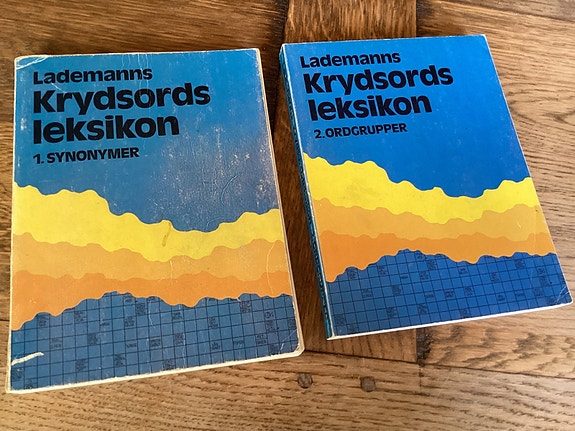 Lademanns
Krydsords
leksikon
1. SYNONYMER
Lademanns
Krydsords
leksikon
2. ORDGRUPPER